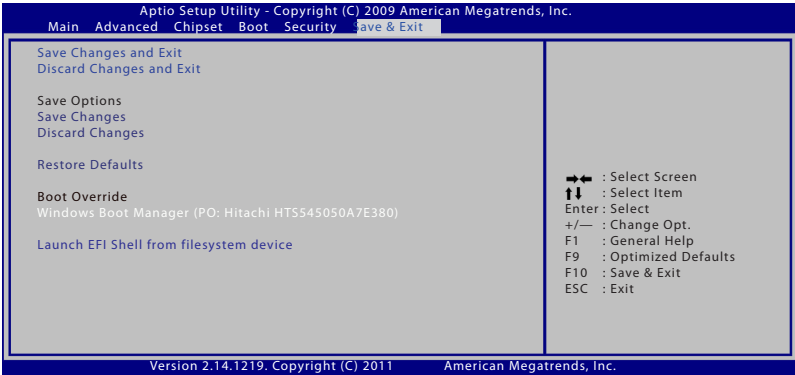 Aptio Setup Utility - Copyright (C) 2009 American Megatrends, Inc.
Main Advanced Chipset Boot Security Save & Exit
Save Changes and Exit
Discard Changes and Exit
Save Options
Save Changes
Discard Changes
Restore Defaults
Boot Override
Windows Boot Manager (PO: Hitachi HTS545050A7E380)
Launch EFI Shell from filesystem device
→← : Select Screen
↑↓ : Select Item
Enter : Select
+/— : Change Opt.
F1 : General Help
F9 : Optimized Defaults
F10 : Save & Exit
ESC : Exit
Version 2.14.1219. Copyright (C) 2011 American Megatrends, Inc.